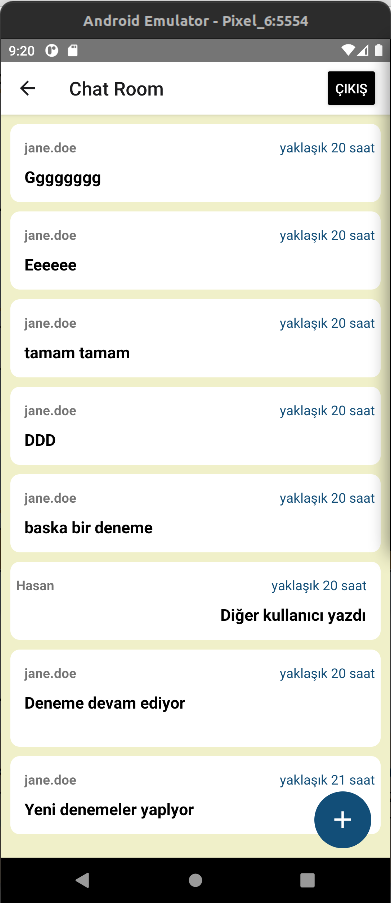 Android Emulator - Pixel_6:5554
9:20
Chat Room
ÇIKIŞ
jane.doe yaklaşık 20 saat
Gggggggg
jane.doe yaklaşık 20 saat
Eeeeee
jane.doe yaklaşık 20 saat
tamam tamam
jane.doe yaklaşık 20 saat
DDD
jane.doe yaklaşık 20 saat
baska bir deneme
Hasan yaklaşık 20 saat
Diğer kullanıcı yazdı
jane.doe yaklaşık 20 saat
Deneme devam ediyor
jane.doe yaklaşık 21 saat
Yeni denemeler yaplyor